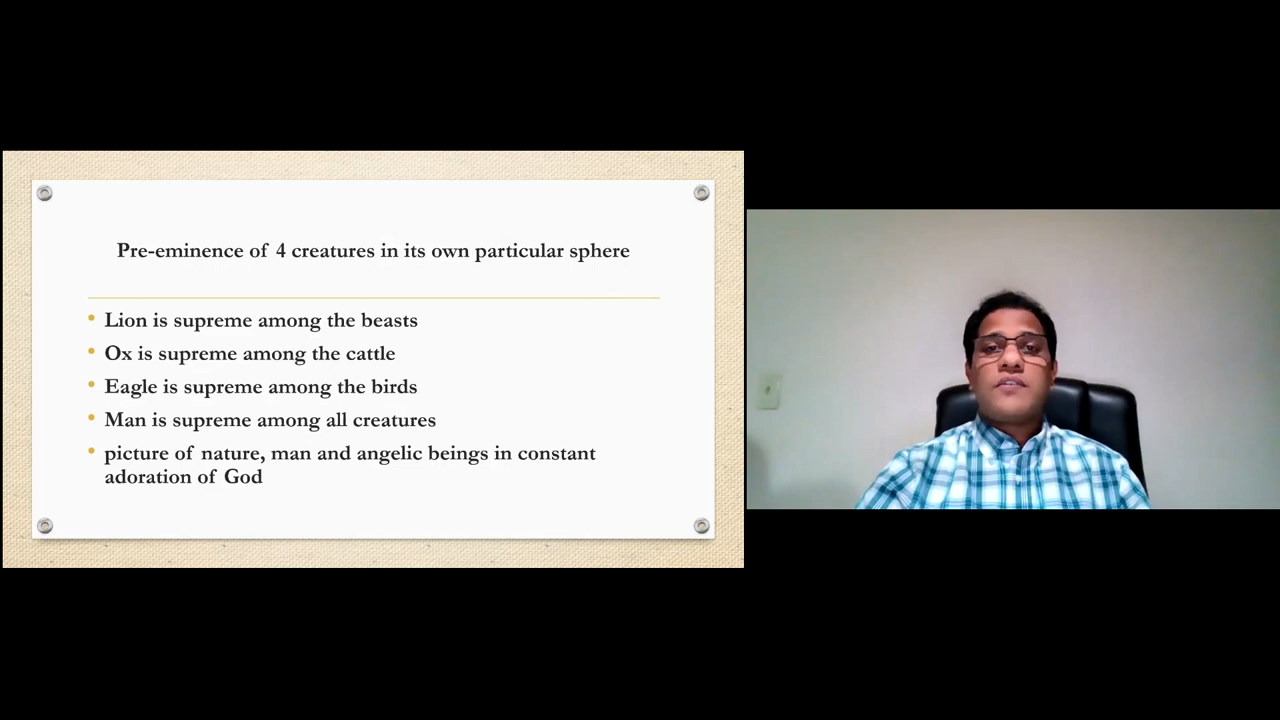 Pre-eminence of 4 creatures in its own particular sphere
Lion is supreme among the beasts
Ox is supreme among the cattle
Eagle is supreme among the birds
Man is supreme among all creatures
picture of nature, man and angelic beings in constant
adoration of God